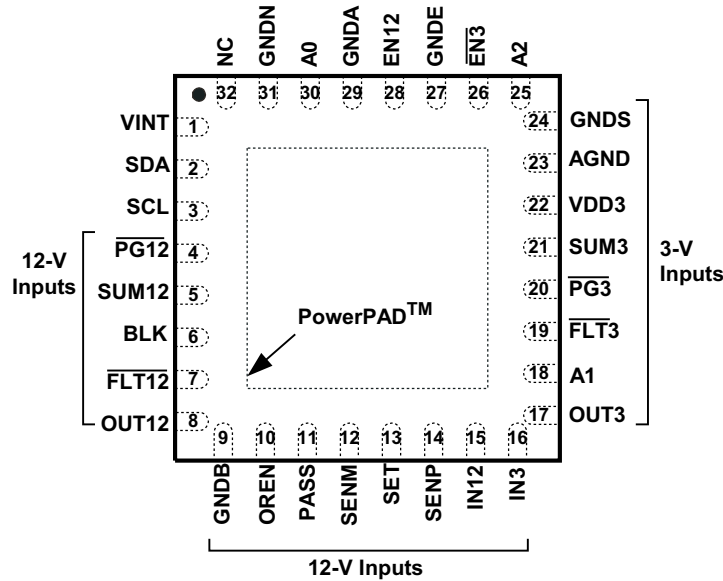 NC
GNDN
A0
GNDA
EN12
GNDE
EN3
A2
32
31
30
29
28
27
26
25
VINT 1
SDA 2
SCL 3
PG12 4
SUM12 5
BLK 6
FLT12 7
OUT12 8
12-V
Inputs
PowerPAD™
24 GNDS
23 AGND
22 VDD3
21 SUM3
20 PG3
19 FLT3
18 A1
17 OUT3
3-V
Inputs
9
10
11
12
13
14
15
16
GNDB
OREN
PASS
SENM
SET
SENP
IN12
IN3
12-V Inputs